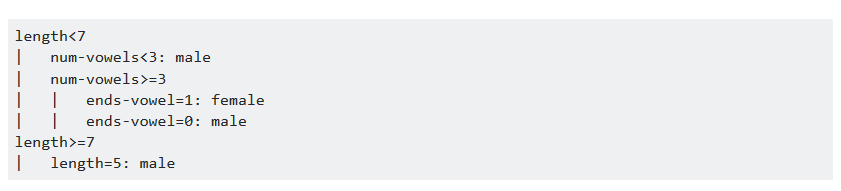 length<7
|   num-vowels<3: male
|   num-vowels>=3
|   |   ends-vowel=1: female
|   |   ends-vowel=0: male
length>=7
|   length=5: male